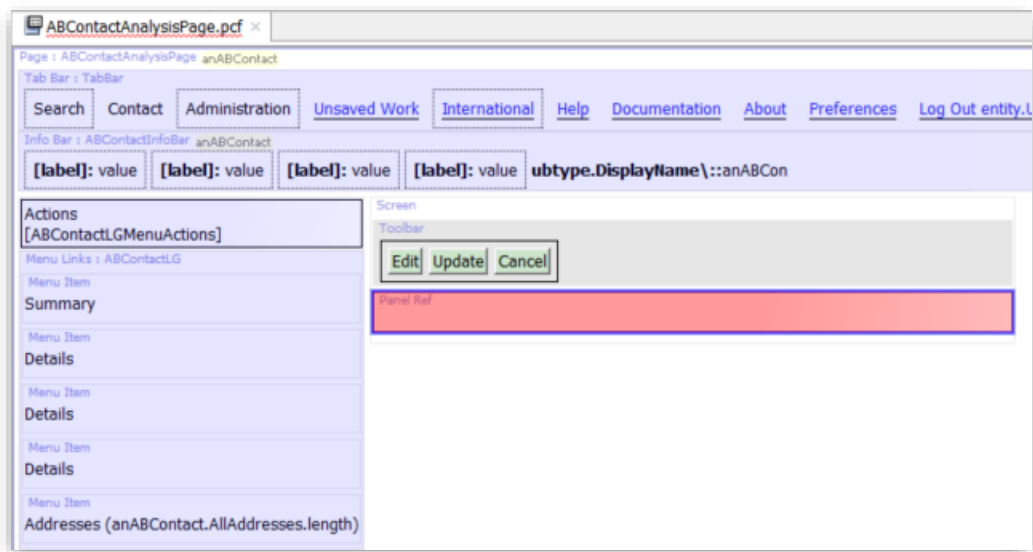 ABContactAnalysisPage.pcf ×
Page : ABContactAnalysisPage anABContact
Tab Bar : TabBar
Search Contact Administration Unsaved Work International Help Documentation About Preferences Log Out entity.U
Info Bar : ABContactInfoBar anABContact
[label]: value [label]: value [label]: value [label]: value ubtype.DisplayName\::anABCon
Actions
[ABContactLGMenuActions]
Menu Links : ABContactLG
Menu Item
Summary
Menu Item
Details
Menu Item
Details
Menu Item
Details
Menu Item
Addresses (anABContact.AllAddresses.length)
Screen
Toolbar
Edit Update Cancel
Panel Ref